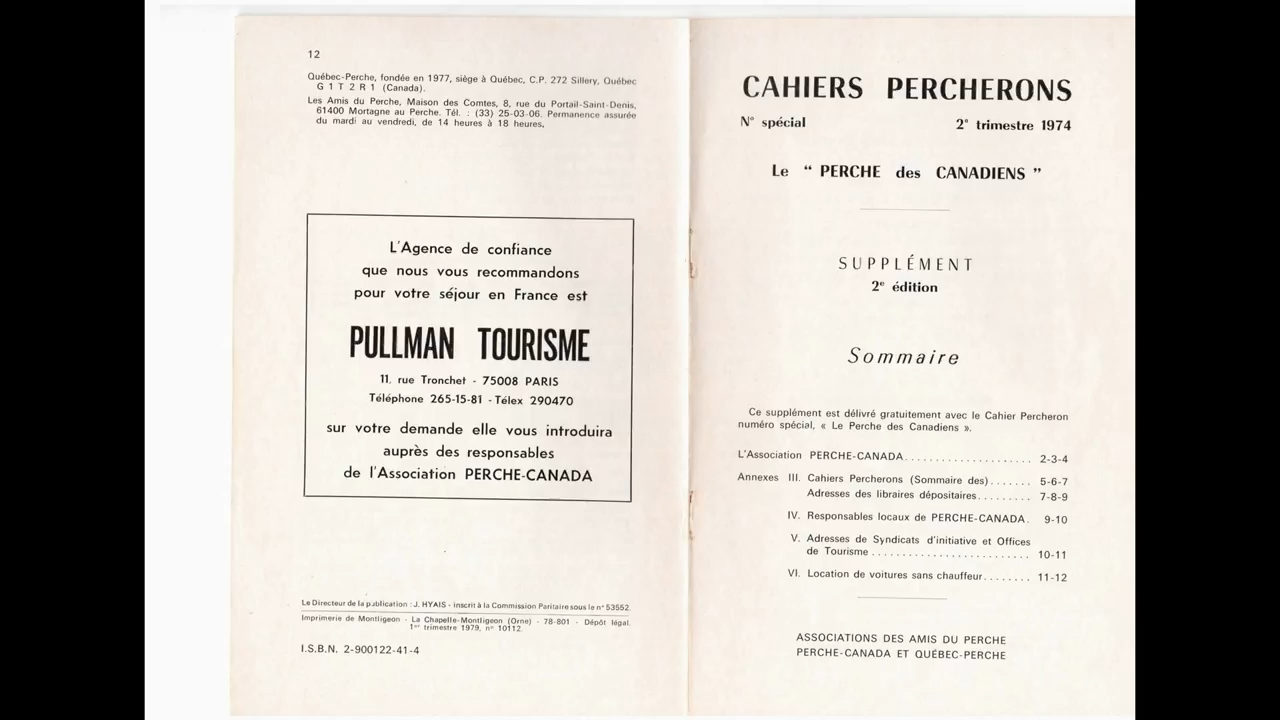 12
Québec-Perche, fondée en 1977, siège à Québec, C.P. 272 Sillery, Québec
G 1 T 2 R 1 (Canada).
Les Amis du Perche, Maison des Comtes, 8, rue du Portail-Saint-Denis,
61400 Mortagne au Perche. Tél. : (33) 25-03-06. Permanence assurée
du mardi au vendredi, de 14 heures à 18 heures.
L'Agence de confiance
que nous vous recommandons
pour votre séjour en France est
PULLMAN TOURISME
11, rue Tronchet - 75008 PARIS
Téléphone 265-15-81 - Télex 290470
sur votre demande elle vous introduira
auprès des responsables
de l'Association PERCHE-CANADA
Le Directeur de la publication : J. HYAIS - inscrit à la Commission Paritaire sous le n° 53552.
Imprimerie de Montligeon - La Chapelle-Montligeon (Orne) - 78-801 - Dépôt légal.
1er trimestre 1979, n° 10112.
I.S.B.N. 2-900122-41-4
CAHIERS PERCHERONS
N° spécial 2e trimestre 1974
Le “ PERCHE des CANADIENS ”
SUPPLÉMENT
2e édition
Sommaire
Ce supplément est délivré gratuitement avec le Cahier Percheron
numéro spécial, « Le Perche des Canadiens ».
L'Association PERCHE-CANADA. . . . . . . . . . . . . . . . . . . . . 2-3-4
Annexes III. Cahiers Percherons (Sommaire des) . . . . . . . 5-6-7
Adresses des libraires dépositaires. . . . . . . . . 7-8-9
IV. Responsables locaux de PERCHE-CANADA. 9-10
V. Adresses de Syndicats d'initiative et Offices
de Tourisme . . . . . . . . . . . . . . . . . . . . . . . . . . 10-11
VI. Location de voitures sans chauffeur. . . . . . . . 11-12
ASSOCIATIONS DES AMIS DU PERCHE
PERCHE-CANADA ET QUÉBEC-PERCHE